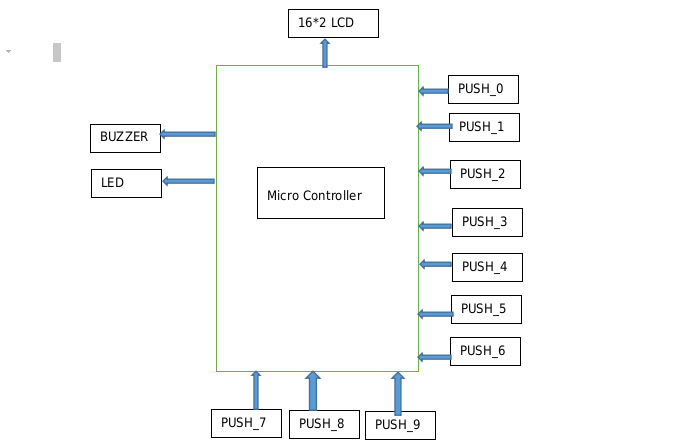 16*2 LCD
PUSH_0
PUSH_1
BUZZER
PUSH_2
LED
Micro Controller
PUSH_3
PUSH_4
PUSH_5
PUSH_6
PUSH_7
PUSH_8
PUSH_9